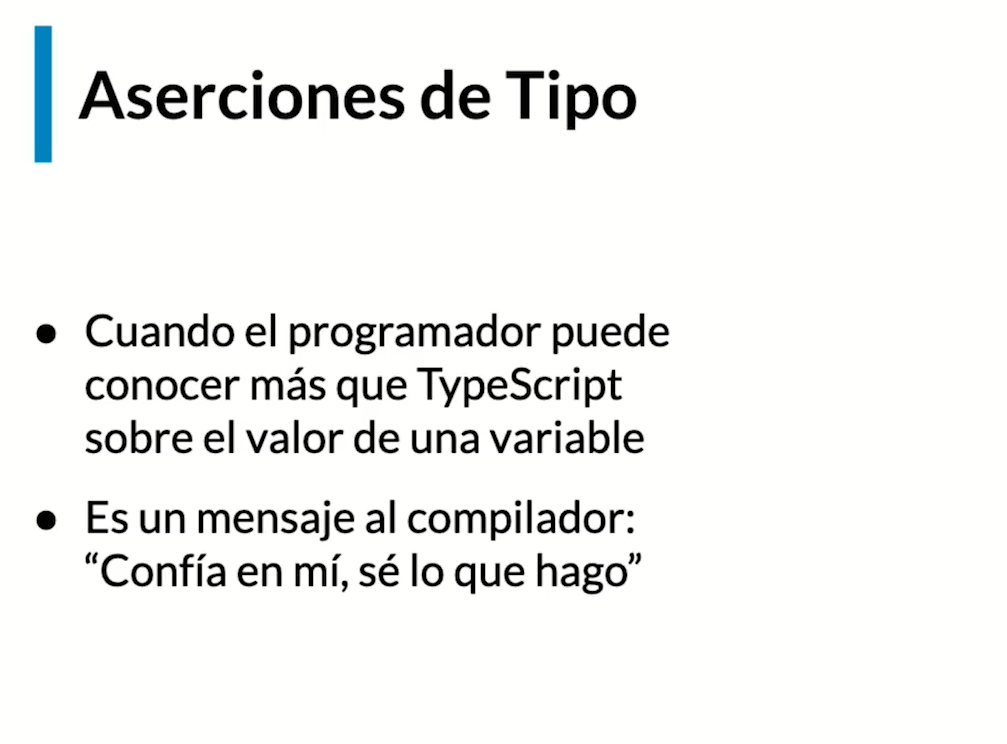 Aserciones de Tipo
● Cuando el programador puede
conocer más que TypeScript
sobre el valor de una variable
● Es un mensaje al compilador:
“Confía en mí, sé lo que hago”